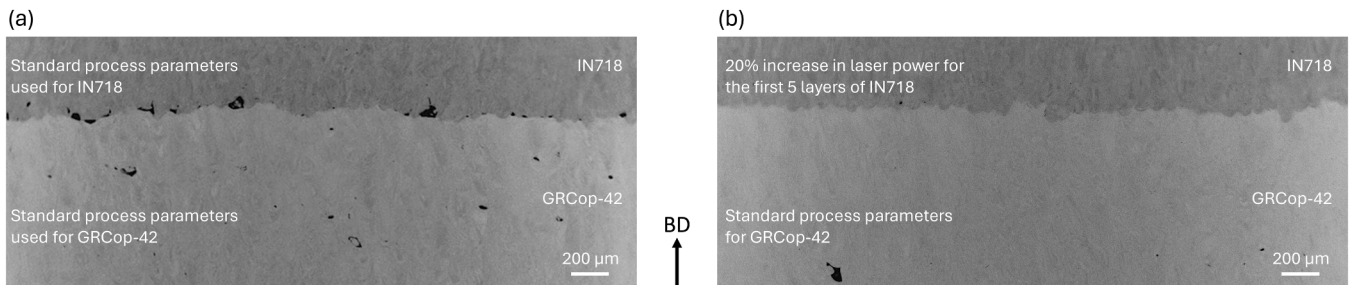 (a)
Standard process parameters
used for IN718
IN718
GRCop-42
Standard process parameters
used for GRCop-42
200 µm
BD
(b)
20% increase in laser power for
the first 5 layers of IN718
IN718
GRCop-42
Standard process parameters
for GRCop-42
200 µm